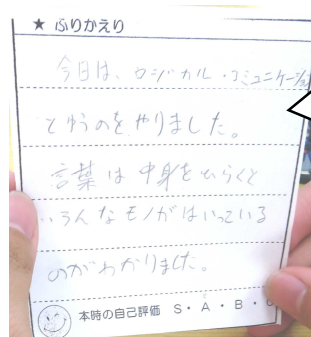 ★ ふりかえり
今日は、ロジカル・コミュニケーション
とゆうのをやりました。
言葉は中身をひらくと
いろんなモノがはいっている
のがわかりました。
本時の自己評価 S・A・B・C